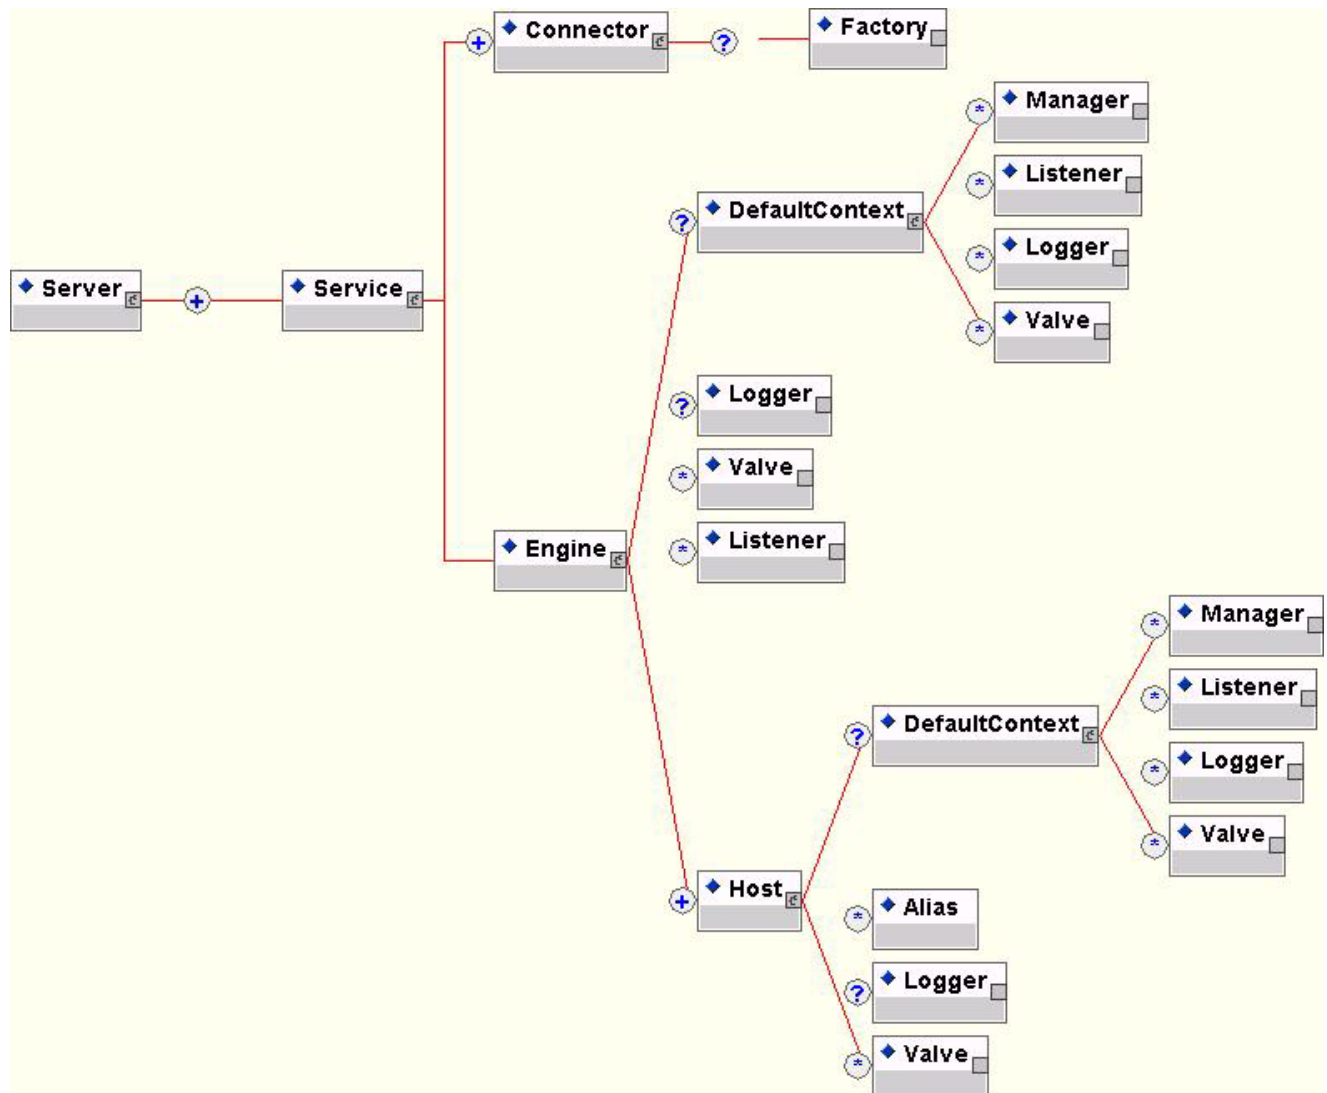 Connector
Factory
+
?
Manager
*
Listener
*
DefaultContext
?
Logger
*
Server
+
Service
Valve
*
Logger
?
Valve
*
Engine
Listener
*
Manager
*
Listener
*
DefaultContext
?
Logger
*
Valve
*
Host
+
Alias
*
Logger
?
Valve
*